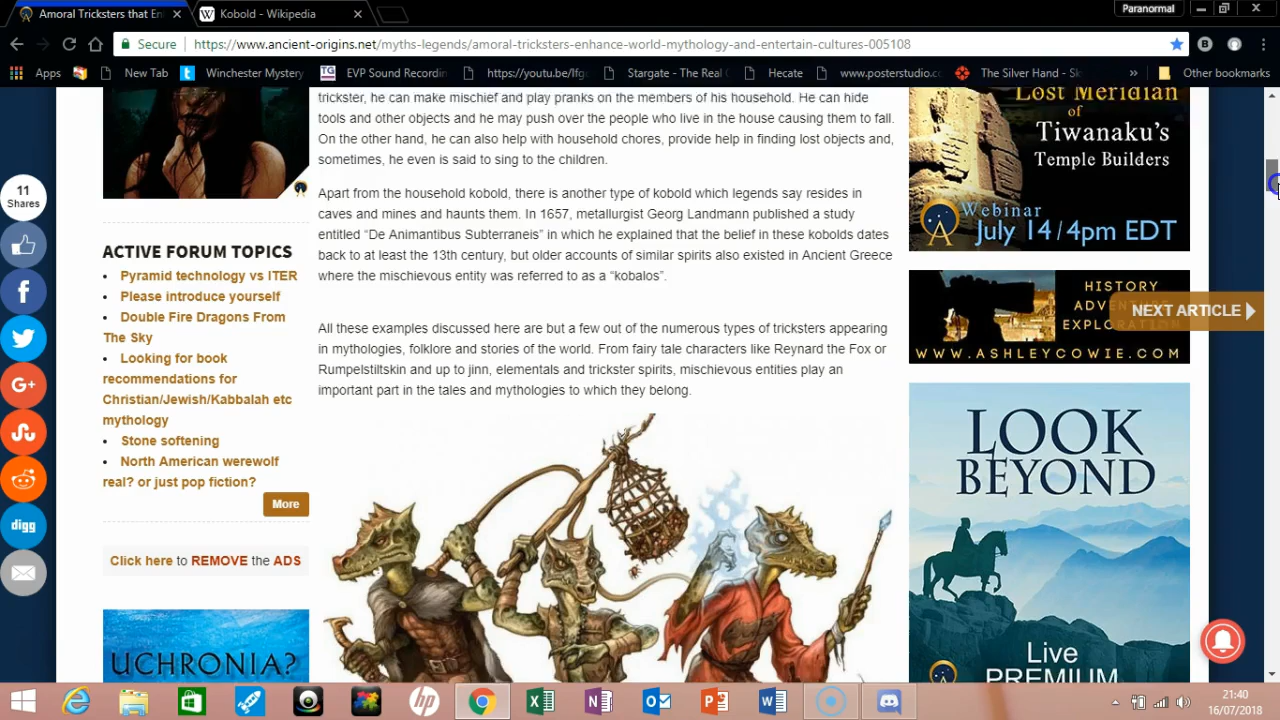 Amoral Tricksters that En
Kobold - Wikipedia
Paranormal
Secure
https://www.ancient-origins.net/myths-legends/amoral-tricksters-enhance-world-mythology-and-entertain-cultures-005108
Apps
New Tab
Winchester Mystery
EVP Sound Recordin
https://youtu.be/Ifg
Stargate - The Real
Hecate
www.posterstudio.c
The Silver Hand - Sk
»
Other bookmarks
11
Shares
digg
ACTIVE FORUM TOPICS
• Pyramid technology vs ITER
• Please introduce yourself
• Double Fire Dragons From
The Sky
• Looking for book
recommendations for
Christian/Jewish/Kabbalah etc
mythology
• Stone softening
• North American werewolf
real? or just pop fiction?
More
Click here to REMOVE the ADS
UCHRONIA?
trickster, he can make mischief and play pranks on the members of his household. He can hide
tools and other objects and he may push over the people who live in the house causing them to fall.
On the other hand, he can also help with household chores, provide help in finding lost objects and,
sometimes, he even is said to sing to the children.
Apart from the household kobold, there is another type of kobold which legends say resides in
caves and mines and haunts them. In 1657, metallurgist Georg Landmann published a study
entitled “De Animantibus Subterraneis” in which he explained that the belief in these kobolds dates
back to at least the 13th century, but older accounts of similar spirits also existed in Ancient Greece
where the mischievous entity was referred to as a “kobalos”.
All these examples discussed here are but a few out of the numerous types of tricksters appearing
in mythologies, folklore and stories of the world. From fairy tale characters like Reynard the Fox or
Rumpelstiltskin and up to jinn, elementals and trickster spirits, mischievous entities play an
important part in the tales and mythologies to which they belong.
Lost Meridian
of
Tiwanaku's
Temple Builders
Webinar
July 14/4pm EDT
HISTORY
ADVENTURE
EXPLORATION
WWW.ASHLEYCOWIE.COM
NEXT ARTICLE
LOOK
BEYOND
Live
PREMIUM
21:40
16/07/2018